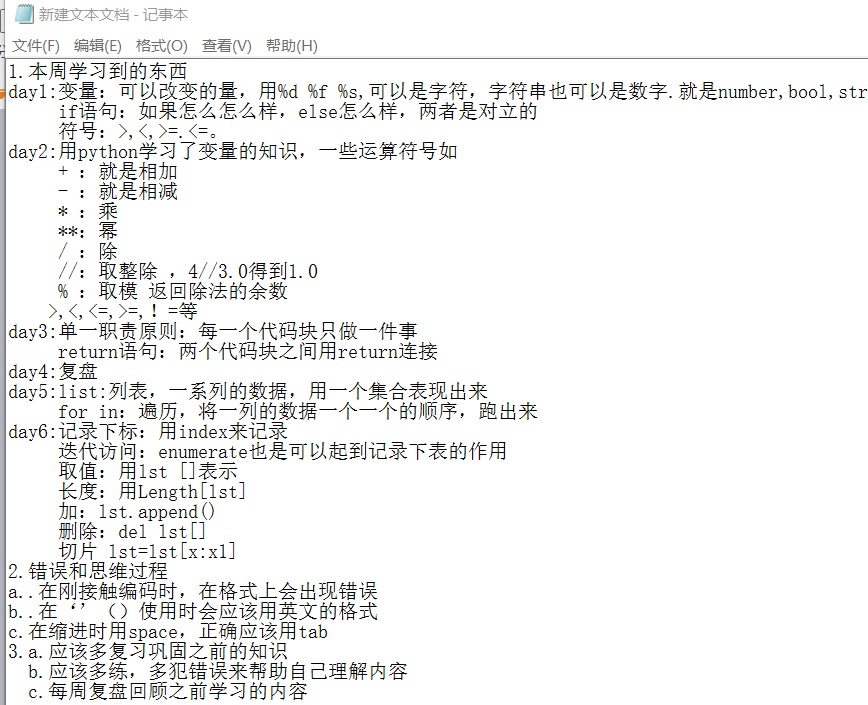 新建文本文档 - 记事本
文件(F) 编辑(E) 格式(O) 查看(V) 帮助(H)
1.本周学习到的东西
day1:变量：可以改变的量，用%d %f %s,可以是字符，字符串也可以是数字.就是number,bool,str
if语句：如果怎么怎么样，else怎么样，两者是对立的
符号：>,<,>=.<=。
day2:用python学习了变量的知识，一些运算符号如
+ ：就是相加
- ：就是相减
* ：乘
**：幂
/ ：除
//：取整除 ，4//3.0得到1.0
% ：取模 返回除法的余数
>,<,<=,>=,！=等
day3:单一职责原则：每一个代码块只做一件事
return语句：两个代码块之间用return连接
day4:复盘
day5:list:列表，一系列的数据，用一个集合表现出来
for in：遍历，将一列的数据一个一个的顺序，跑出来
day6:记录下标：用index来记录
迭代访问：enumerate也是可以起到记录下表的作用
取值：用lst []表示
长度：用Length[lst]
加：lst.append()
删除：del lst[]
切片 lst=lst[x:x1]
2.错误和思维过程
a..在刚接触编码时，在格式上会出现错误
b..在‘’（）使用时会应该用英文的格式
c.在缩进时用space，正确应该用tab
3.a.应该多复习巩固之前的知识
b.应该多练，多犯错误来帮助自己理解内容
c.每周复盘回顾之前学习的内容